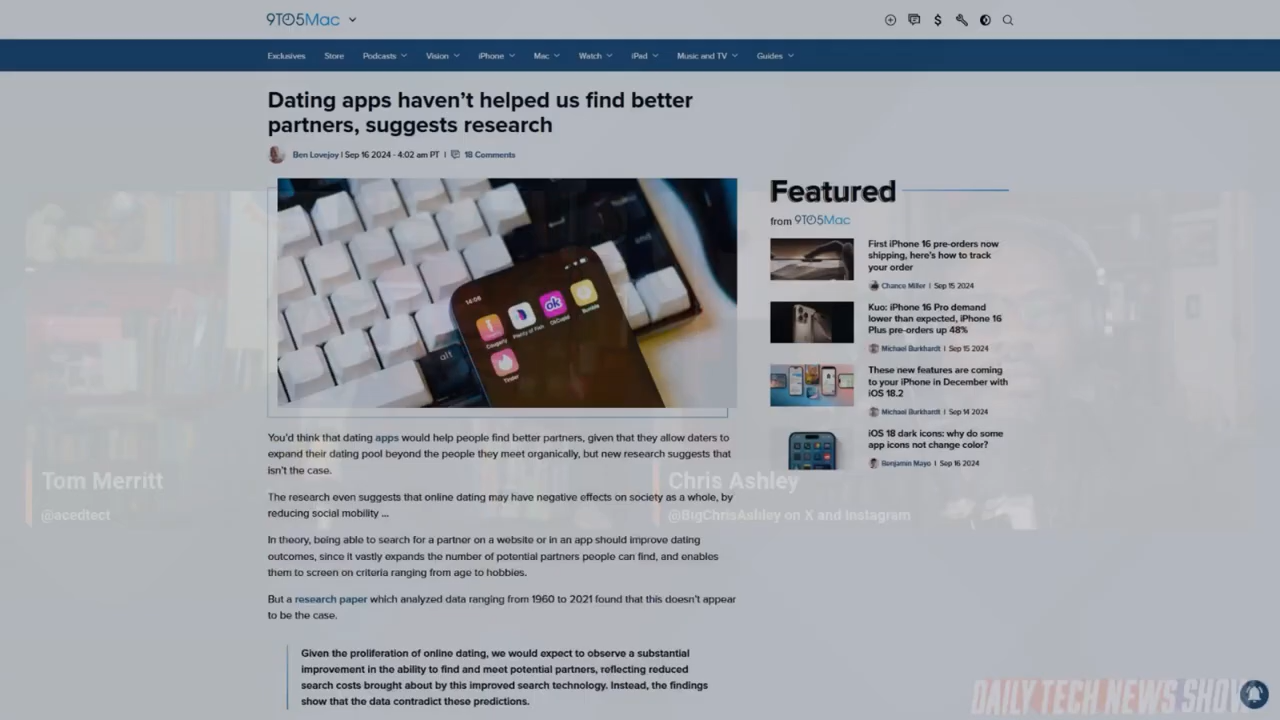 9TO5Mac
Exclusives
Store
Podcasts
Vision
iPhone
Mac
Watch
iPad
Music and TV
Guides
Dating apps haven't helped us find better
partners, suggests research
Ben Lovejoy | Sep 16 2024 - 4:02 am PT | 18 Comments
14:08
Plenty of Fish
OkCupid
Bumble
Tinder
alt
Featured
from 9TO5Mac
First iPhone 16 pre-orders now
shipping, here's how to track
your order
Chance Miller | Sep 15 2024
Kuo: iPhone 16 Pro demand
lower than expected, iPhone 16
Plus pre-orders up 48%
Michael Burkhardt | Sep 15 2024
These new features are coming
to your iPhone in December with
iOS 18.2
Michael Burkhardt | Sep 14 2024
iOS 18 dark icons: why do some
app icons not change color?
Benjamin Mayo | Sep 16 2024
You'd think that dating apps would help people find better partners, given that they allow daters to
expand their dating pool beyond the people they meet organically, but new research suggests that
isn't the case.
The research even suggests that online dating may have negative effects on society as a whole, by
reducing social mobility ...
In theory, being able to search for a partner on a website or in an app should improve dating
outcomes, since it vastly expands the number of potential partners people can find, and enables
them to screen on criteria ranging from age to hobbies.
But a research paper which analyzed data ranging from 1960 to 2021 found that this doesn't appear
to be the case.
Given the proliferation of online dating, we would expect to observe a substantial
improvement in the ability to find and meet potential partners, reflecting reduced
search costs brought about by this improved search technology. Instead, the findings
show that the data contradict these predictions.
Tom Merritt
@acedtect
Chris Ashley
@BigChrisAshley on X and Instagram
DAILY TECH NEWS SHOW